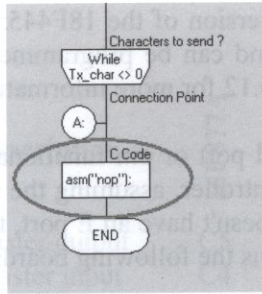 Characters to send ?
While
Tx_char <> 0
Connection Point
A:
C Code
asm("nop");
END